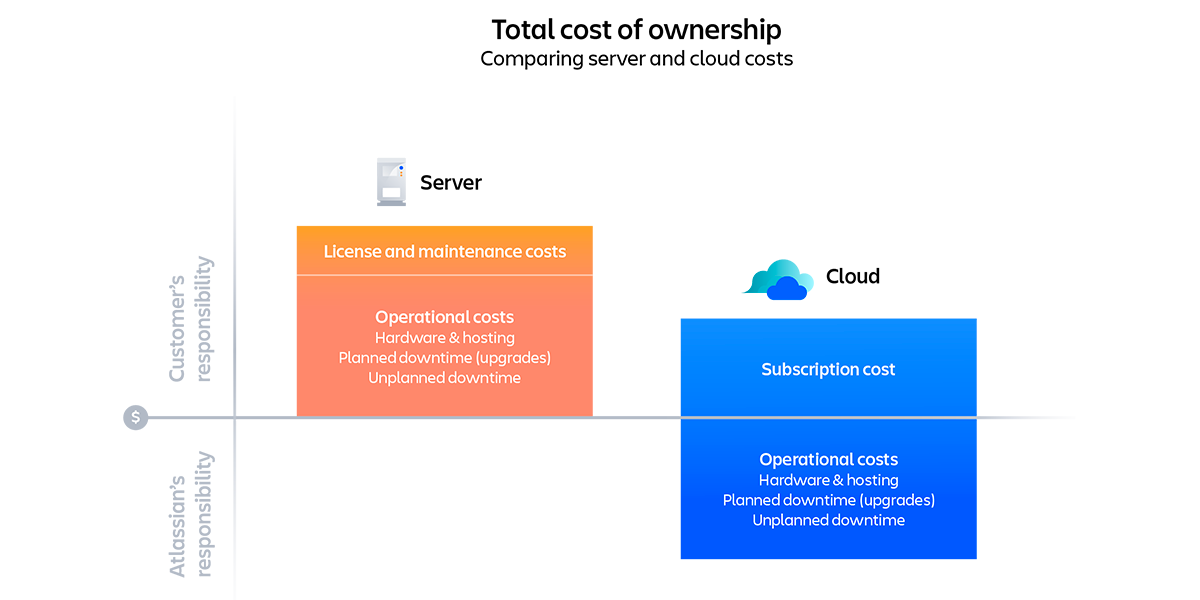 Total cost of ownership
Comparing server and cloud costs
Server
License and maintenance costs
Operational costs
Hardware & hosting
Planned downtime (upgrades)
Unplanned downtime
Cloud
Subscription cost
Operational costs
Hardware & hosting
Planned downtime (upgrades)
Unplanned downtime
Customer’s
responsibility
$
Atlassian’s
responsibility